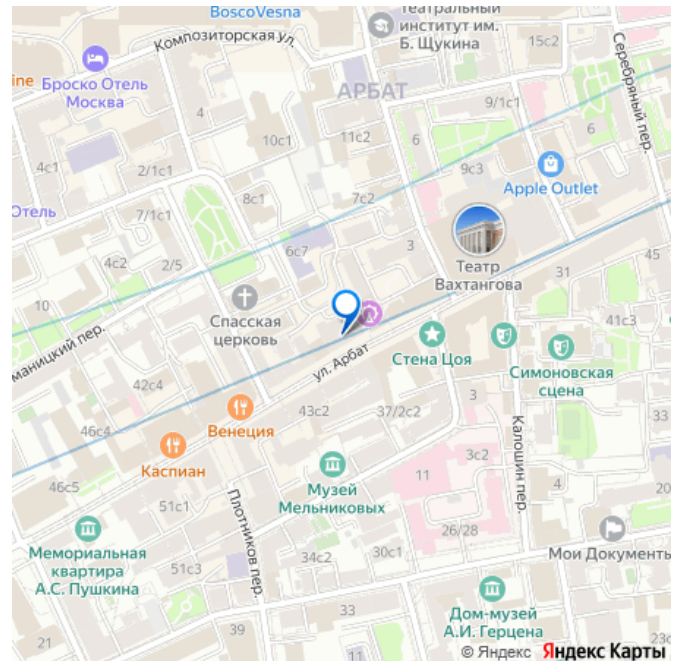 BoscoVesna
Театральный
институт им.
Б. Щукина
Композиторская ул.
15с2
Серебряный пер.
ine
Броско Отель
Москва
АРБАТ
4
9/1с1
10с1
11с2
6
6
4с1
2/1с1
9с3
Apple Outlet
Отель
8с1
7с2
7/1с1
6с7
3
Театр
Вахтангова
45
4с2
2/5
31
10
Спасская
церковь
41с3
маницкий пер.
ул. Арбат
Стена Цоя
Симоновская
сцена
42с4
43с2
37/2с2
33
46с4
Венеция
Каспиан
Калошин пер.
3с2
11
4
20
46с5
51с1
Музей
Мельниковых
Плотников пер.
26/28
Мемориальная
квартира
А.С. Пушкина
51с3
34с2
30с1
Мои Документы
33
Дом-музей
А.И. Герцена
21
39
23с
© Яндекс Яндекс Карты